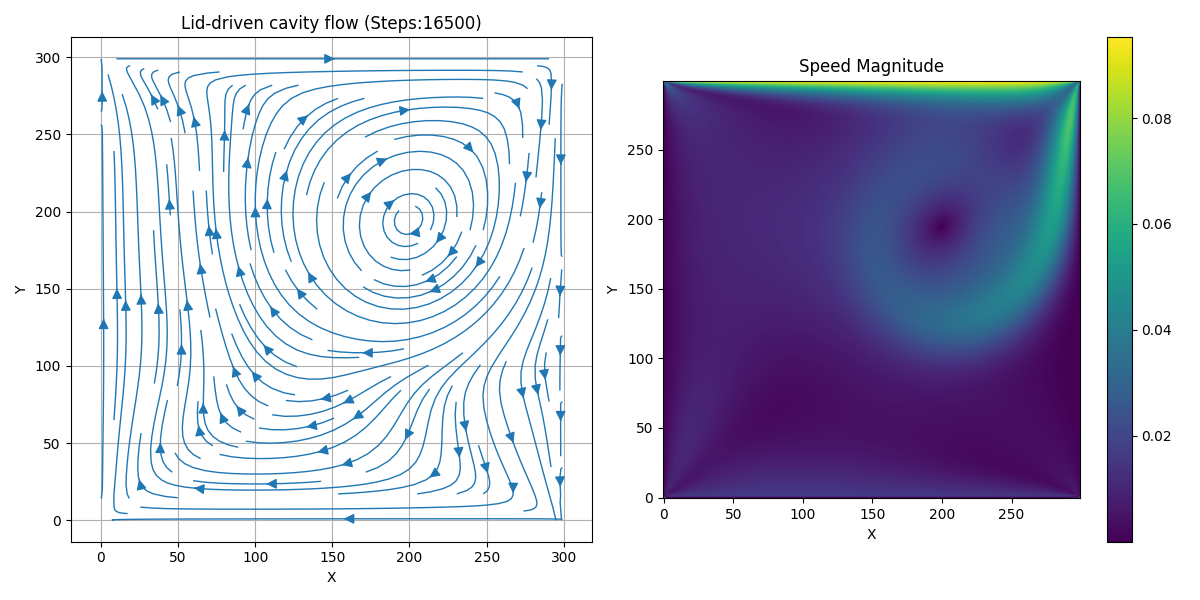 Lid-driven cavity flow (Steps:16500)
300
250
200
150
100
50
0
0 50 100 150 200 250 300
X
Y
Speed Magnitude
250
200
150
100
50
0
0 50 100 150 200 250
X
Y
0.08
0.06
0.04
0.02